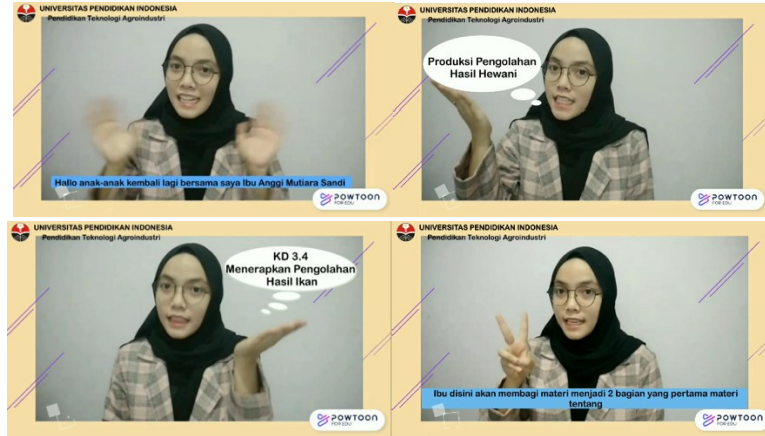 UNIVERSITAS PENDIDIKAN INDONESIA
Pendidikan Teknologi Agroindustri
Hallo anak-anak kembali lagi bersama saya Ibu Anggi Mutiara Sandi
POWTOON
FOR EDU
UNIVERSITAS PENDIDIKAN INDONESIA
Pendidikan Teknologi Agroindustri
Produksi Pengolahan
Hasil Hewani
POWTOON
FOR EDU
UNIVERSITAS PENDIDIKAN INDONESIA
Pendidikan Teknologi Agroindustri
KD 3.4
Menerapkan Pengolahan
Hasil Ikan
POWTOON
FOR EDU
UNIVERSITAS PENDIDIKAN INDONESIA
Pendidikan Teknologi Agroindustri
Ibu disini akan membagi materi menjadi 2 bagian yang pertama materi
tentang
POWTOON
FOR EDU